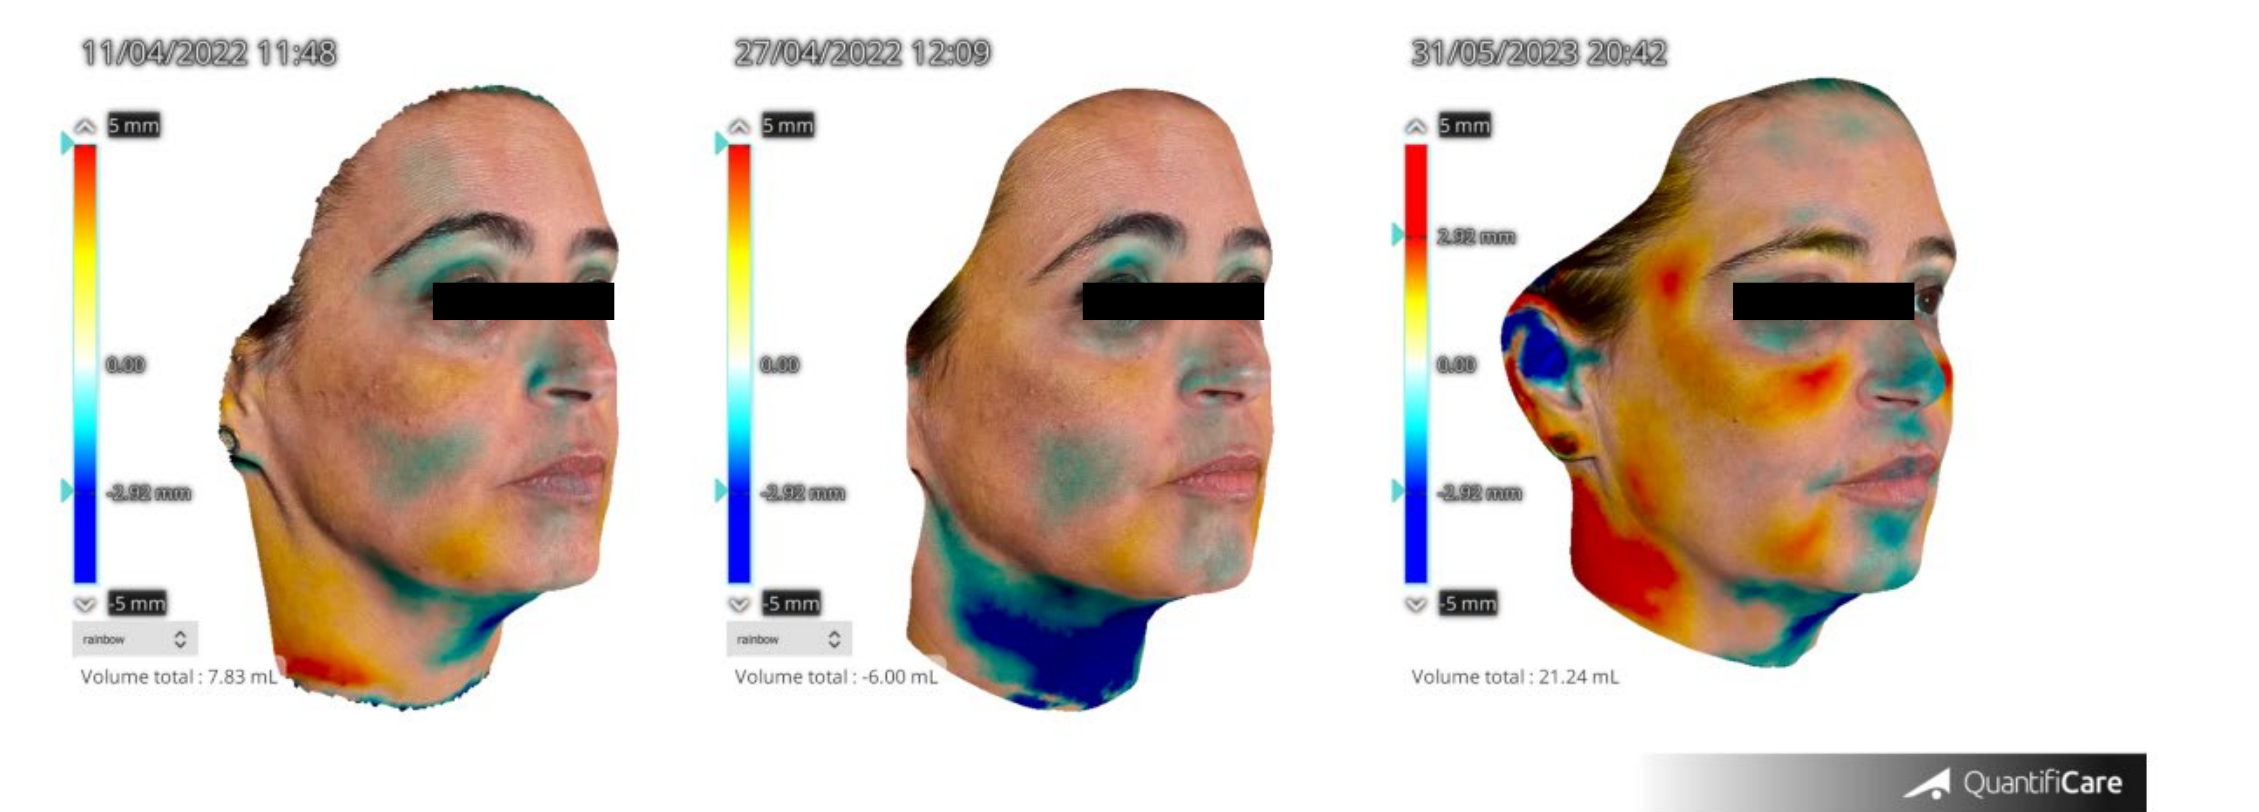 11/04/2022 11:48
5 mm
0.00
-2.92 mm
-5 mm
rainbow
Volume total : 7.83 mL
27/04/2022 12:09
5 mm
0.00
-2.92 mm
-5 mm
rainbow
Volume total : -6.00 mL
31/05/2023 20:42
5 mm
2.92 mm
0.00
-2.92 mm
-5 mm
Volume total : 21.24 mL
QuantifiCare